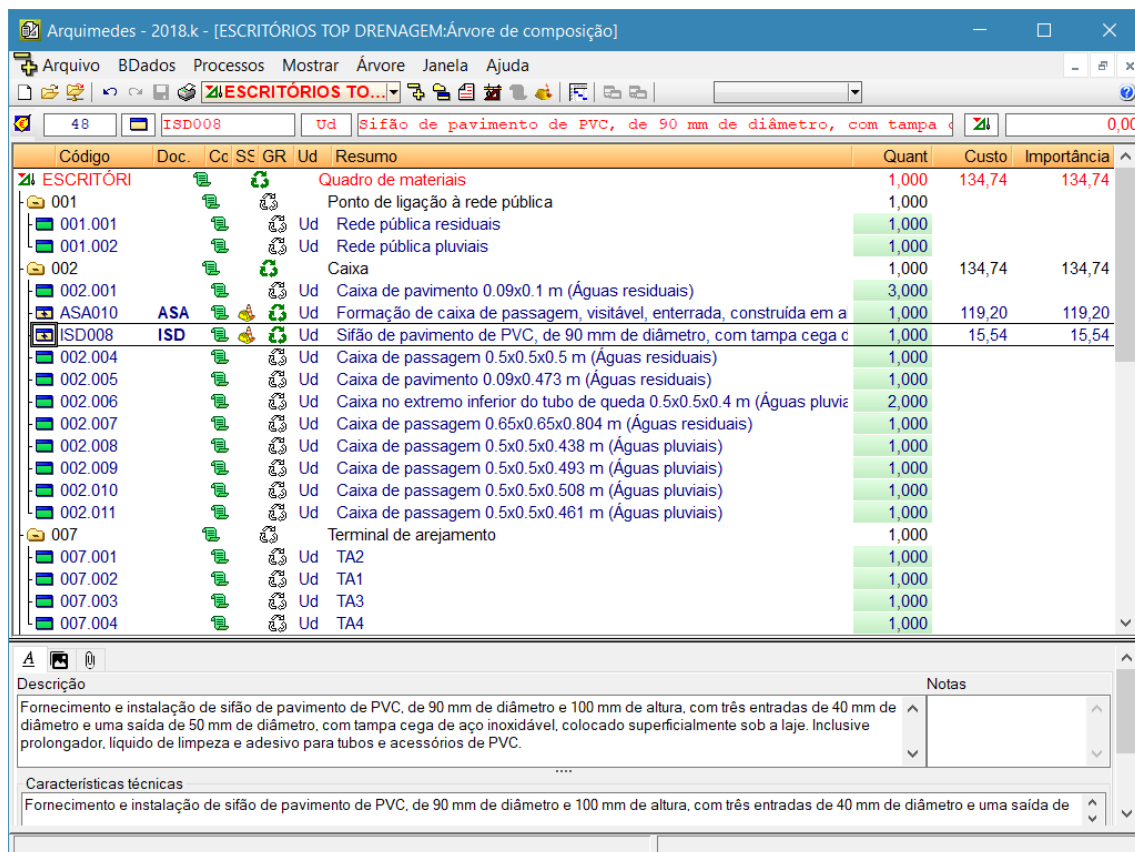 Arquimedes - 2018.k - [ESCRITÓRIOS TOP DRENAGEM:Árvore de composição]
Arquivo BDados Processos Mostrar Árvore Janela Ajuda
ESCRITÓRIOS TO...
48 ISD008 Ud Sifão de pavimento de PVC, de 90 mm de diâmetro, com tampa 0,00
Código Doc. Cc SS GR Ud Resumo Quant Custo Importância
ESCRITÓRI Quadro de materiais 1,000 134,74 134,74
001 Ponto de ligação à rede pública 1,000
001.001 Ud Rede pública residuais 1,000
001.002 Ud Rede pública pluviais 1,000
002 Caixa 1,000 134,74 134,74
002.001 Ud Caixa de pavimento 0.09x0.1 m (Águas residuais) 3,000
ASA010 ASA Ud Formação de caixa de passagem, visitável, enterrada, construída em a 1,000 119,20 119,20
ISD008 ISD Ud Sifão de pavimento de PVC, de 90 mm de diâmetro, com tampa cega d 1,000 15,54 15,54
002.004 Ud Caixa de passagem 0.5x0.5x0.5 m (Águas residuais) 1,000
002.005 Ud Caixa de pavimento 0.09x0.473 m (Águas residuais) 1,000
002.006 Ud Caixa no extremo inferior do tubo de queda 0.5x0.5x0.4 m (Águas pluvia 2,000
002.007 Ud Caixa de passagem 0.65x0.65x0.804 m (Águas residuais) 1,000
002.008 Ud Caixa de passagem 0.5x0.5x0.438 m (Águas pluviais) 1,000
002.009 Ud Caixa de passagem 0.5x0.5x0.493 m (Águas pluviais) 1,000
002.010 Ud Caixa de passagem 0.5x0.5x0.508 m (Águas pluviais) 1,000
002.011 Ud Caixa de passagem 0.5x0.5x0.461 m (Águas pluviais) 1,000
007 Terminal de arejamento 1,000
007.001 Ud TA2 1,000
007.002 Ud TA1 1,000
007.003 Ud TA3 1,000
007.004 Ud TA4 1,000
A
Descrição Notas
Fornecimento e instalação de sifão de pavimento de PVC, de 90 mm de diâmetro e 100 mm de altura, com três entradas de 40 mm de
diâmetro e uma saída de 50 mm de diâmetro, com tampa cega de aço inoxidável, colocado superficialmente sob a laje. Inclusive
prolongador, líquido de limpeza e adesivo para tubos e acessórios de PVC.
Características técnicas
Fornecimento e instalação de sifão de pavimento de PVC, de 90 mm de diâmetro e 100 mm de altura, com três entradas de 40 mm de diâmetro e uma saída de